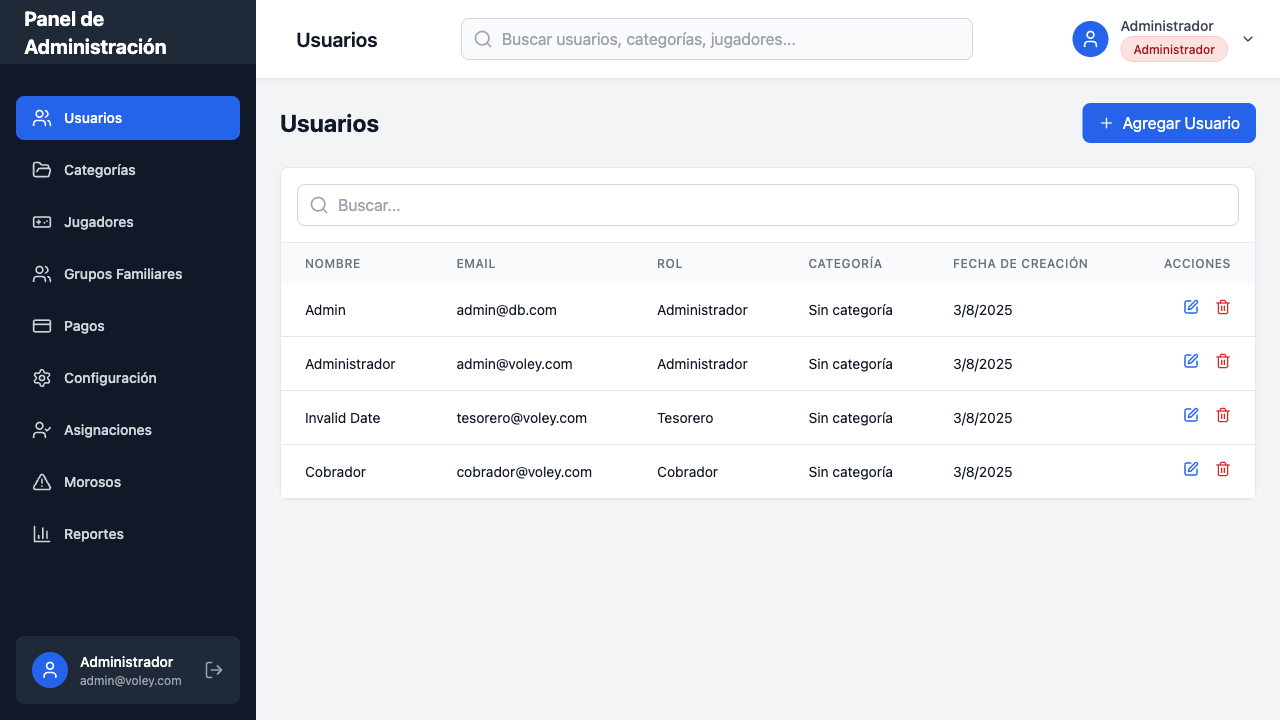 Panel de
Administración
Usuarios
Categorías
Jugadores
Grupos Familiares
Pagos
Configuración
Asignaciones
Morosos
Reportes
Administrador
admin@voley.com
Usuarios
Buscar usuarios, categorías, jugadores...
Administrador
Administrador
Usuarios
+ Agregar Usuario
Buscar...
NOMBRE EMAIL ROL CATEGORÍA FECHA DE CREACIÓN ACCIONES
Admin admin@db.com Administrador Sin categoría 3/8/2025
Administrador admin@voley.com Administrador Sin categoría 3/8/2025
Invalid Date tesorero@voley.com Tesorero Sin categoría 3/8/2025
Cobrador cobrador@voley.com Cobrador Sin categoría 3/8/2025